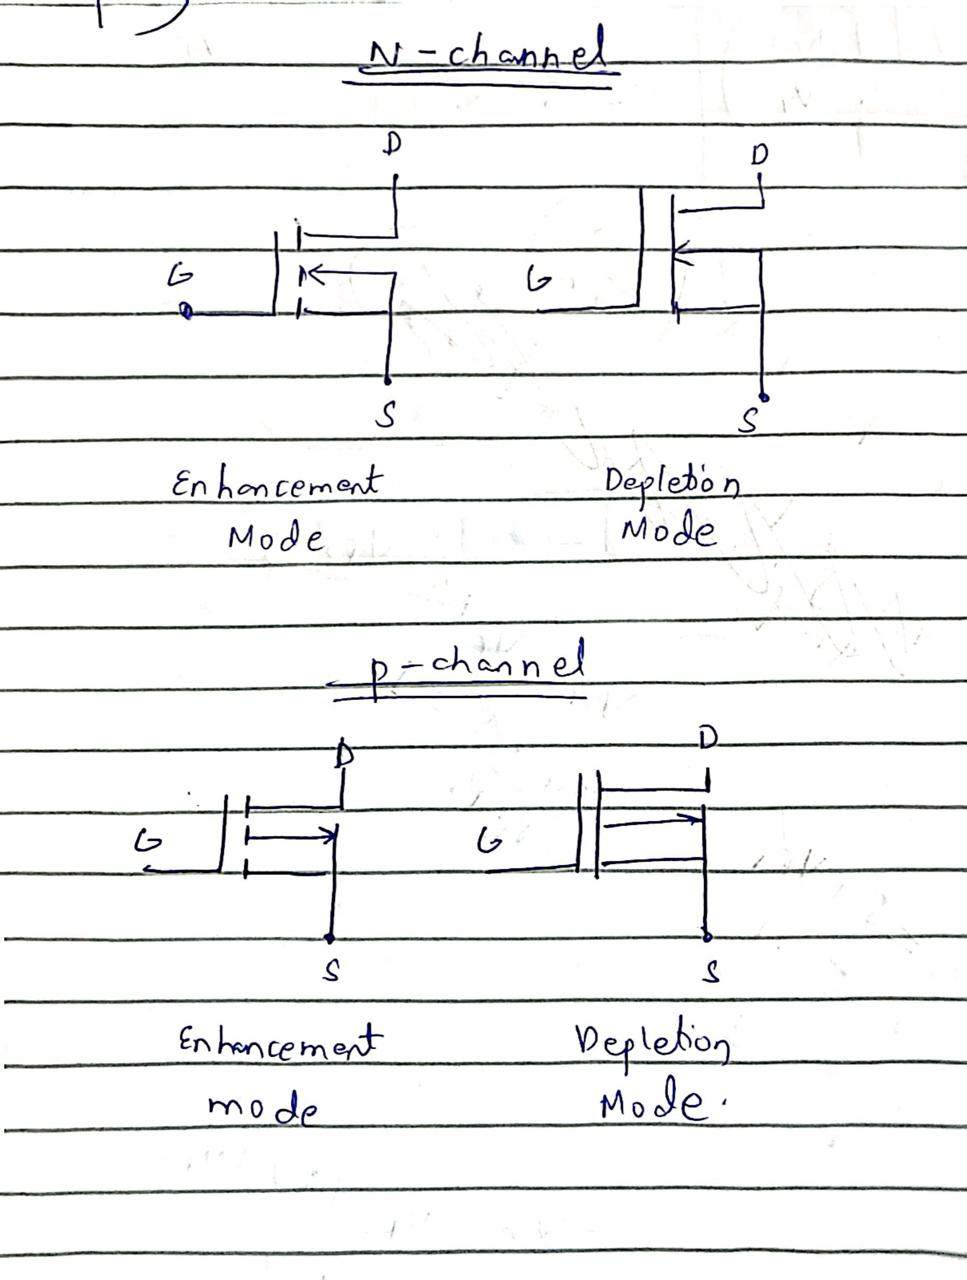 N-channel
D D
G G
S S
Enhancement Depletion
Mode Mode
p-channel
D D
G G
S S
Enhancement Depletion
mode Mode.